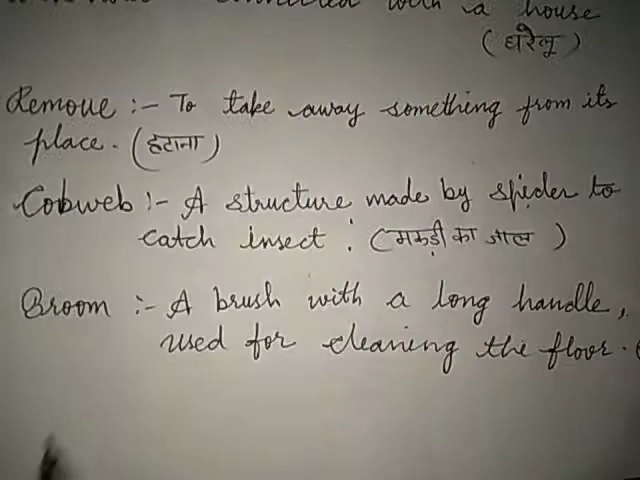 connected with a house
(घरेलू)
Remove :- To take away something from its
place. (हटाना)
Cobweb :- A structure made by spider to
catch insect. (मकड़ी का जाल)
Broom :- A brush with a long handle,
used for cleaning the floor. (